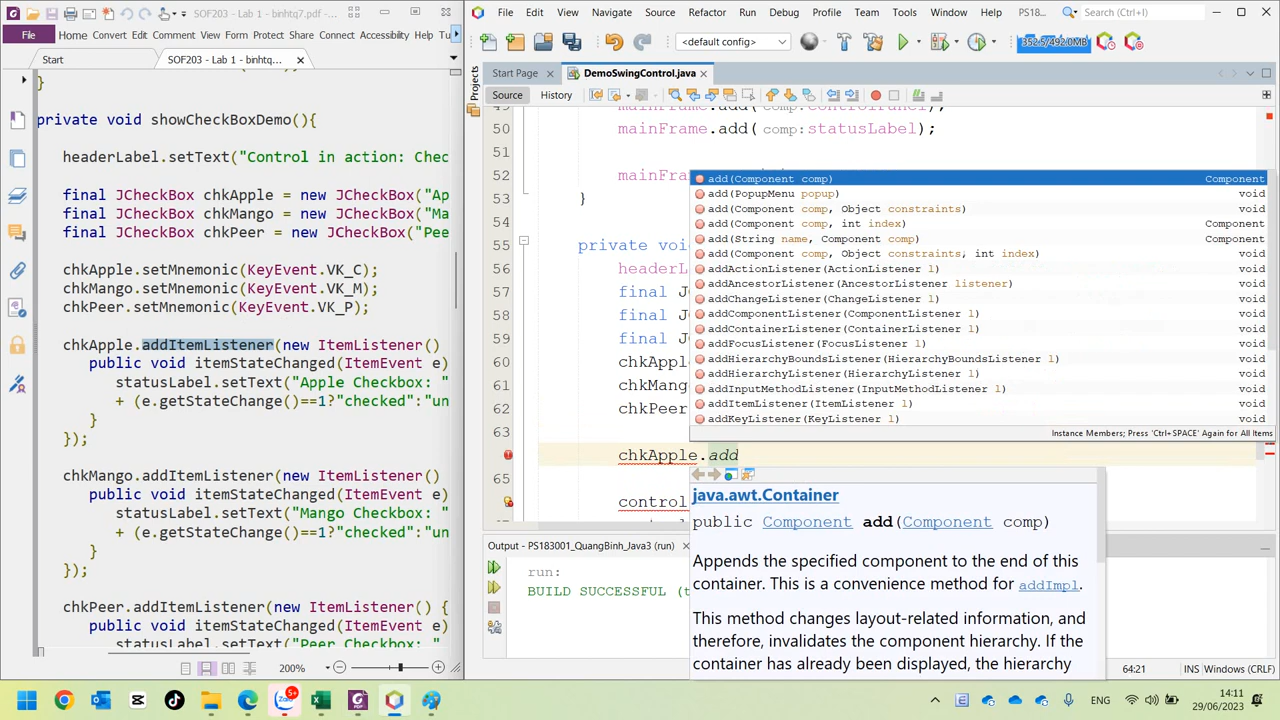 SOF203 - Lab 1 - binhtq7.pdf - F...
File Home Convert Edit View Form Protect Share Connect Help Tu
Start SOF203 - Lab 1 - binhtq...
}
private void showCheckBoxDemo(){
headerLabel.setText("Control in action: Chec
final JCheckBox chkApple = new JCheckBox("Ap
final JCheckBox chkMango = new JCheckBox("Ma
final JCheckBox chkPeer = new JCheckBox("Pee
chkApple.setMnemonic(KeyEvent.VK_C);
chkMango.setMnemonic(KeyEvent.VK_M);
chkPeer.setMnemonic(KeyEvent.VK_P);
chkApple.addItemListener(new ItemListener()
public void itemStateChanged(ItemEvent e)
statusLabel.setText("Apple Checkbox: "
+ (e.getStateChange()==1?"checked":"un
}
});
chkMango.addItemListener(new ItemListener()
public void itemStateChanged(ItemEvent e)
statusLabel.setText("Mango Checkbox: "
+ (e.getStateChange()==1?"checked":"un
}
});
chkPeer.addItemListener(new ItemListener() {
public void itemStateChanged(ItemEvent e)
statusLabel.setText("Peer Checkbox: "
200%
File Edit View Navigate Source Refactor Run Debug Profile Team Tools Window Help PS18... Search (Ctrl+I)
<default config> 352.5/492.0MB
Projects
Start Page DemoSwingControl.java
Source History
50 mainFrame.add( comp: statusLabel);
51
52 mainFra
53 }
54
55 private voi
56 headerL
57 final J
58 final J
59 final J
60 chkAppl
61 chkMang
62 chkPeer
63
chkApple.add
65
control
add(Component comp) Component
add(PopupMenu popup) void
add(Component comp, Object constraints) void
add(Component comp, int index) Component
add(String name, Component comp) Component
add(Component comp, Object constraints, int index) void
addActionListener(ActionListener l) void
addAncestorListener(AncestorListener listener) void
addChangeListener(ChangeListener l) void
addComponentListener(ComponentListener l) void
addContainerListener(ContainerListener l) void
addFocusListener(FocusListener l) void
addHierarchyBoundsListener(HierarchyBoundsListener l) void
addHierarchyListener(HierarchyListener l) void
addInputMethodListener(InputMethodListener l) void
addItemListener(ItemListener l) void
addKeyListener(KeyListener l) void
Instance Members; Press 'Ctrl+SPACE' Again for All Items
java.awt.Container
public Component add(Component comp)
Appends the specified component to the end of this
container. This is a convenience method for addImpl.
This method changes layout-related information, and
therefore, invalidates the component hierarchy. If the
container has already been displayed, the hierarchy
Output - PS183001_QuangBinh_Java3 (run)
run:
BUILD SUCCESSFUL (t
64:21 INS Windows (CRLF)
Zalo 5+
ENG 14:11
29/06/2023